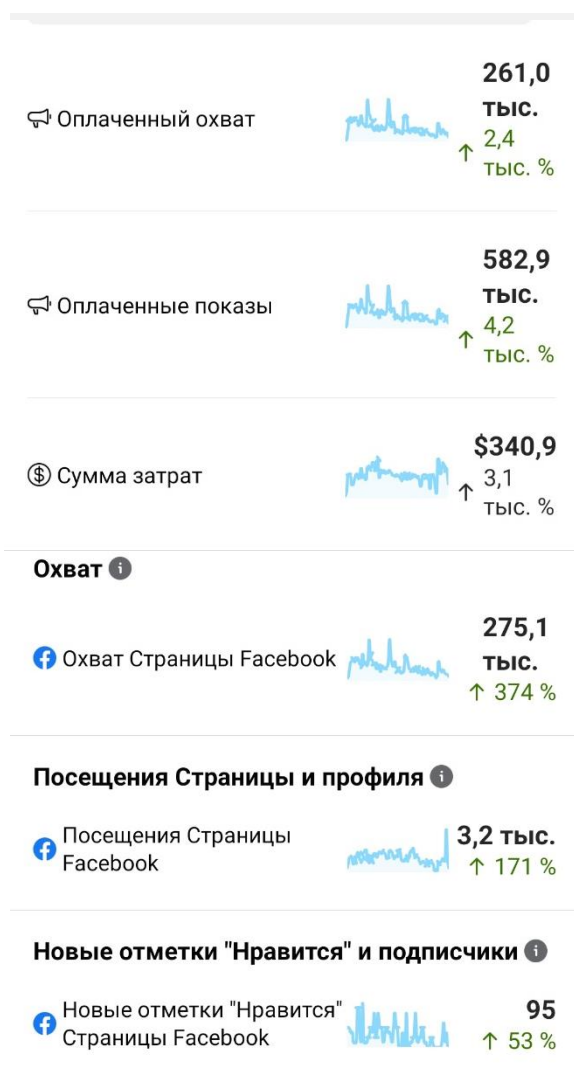 261,0
Оплаченный охват
тыс.
↑ 2,4
тыс. %
582,9
Оплаченные показы
тыс.
↑ 4,2
тыс. %
$340,9
Сумма затрат
↑ 3,1
тыс. %
Охват
275,1
Охват Страницы Facebook
тыс.
↑ 374 %
Посещения Страницы и профиля
Посещения Страницы
Facebook
3,2 тыс.
↑ 171 %
Новые отметки "Нравится" и подписчики
Новые отметки "Нравится"
Страницы Facebook
95
↑ 53 %